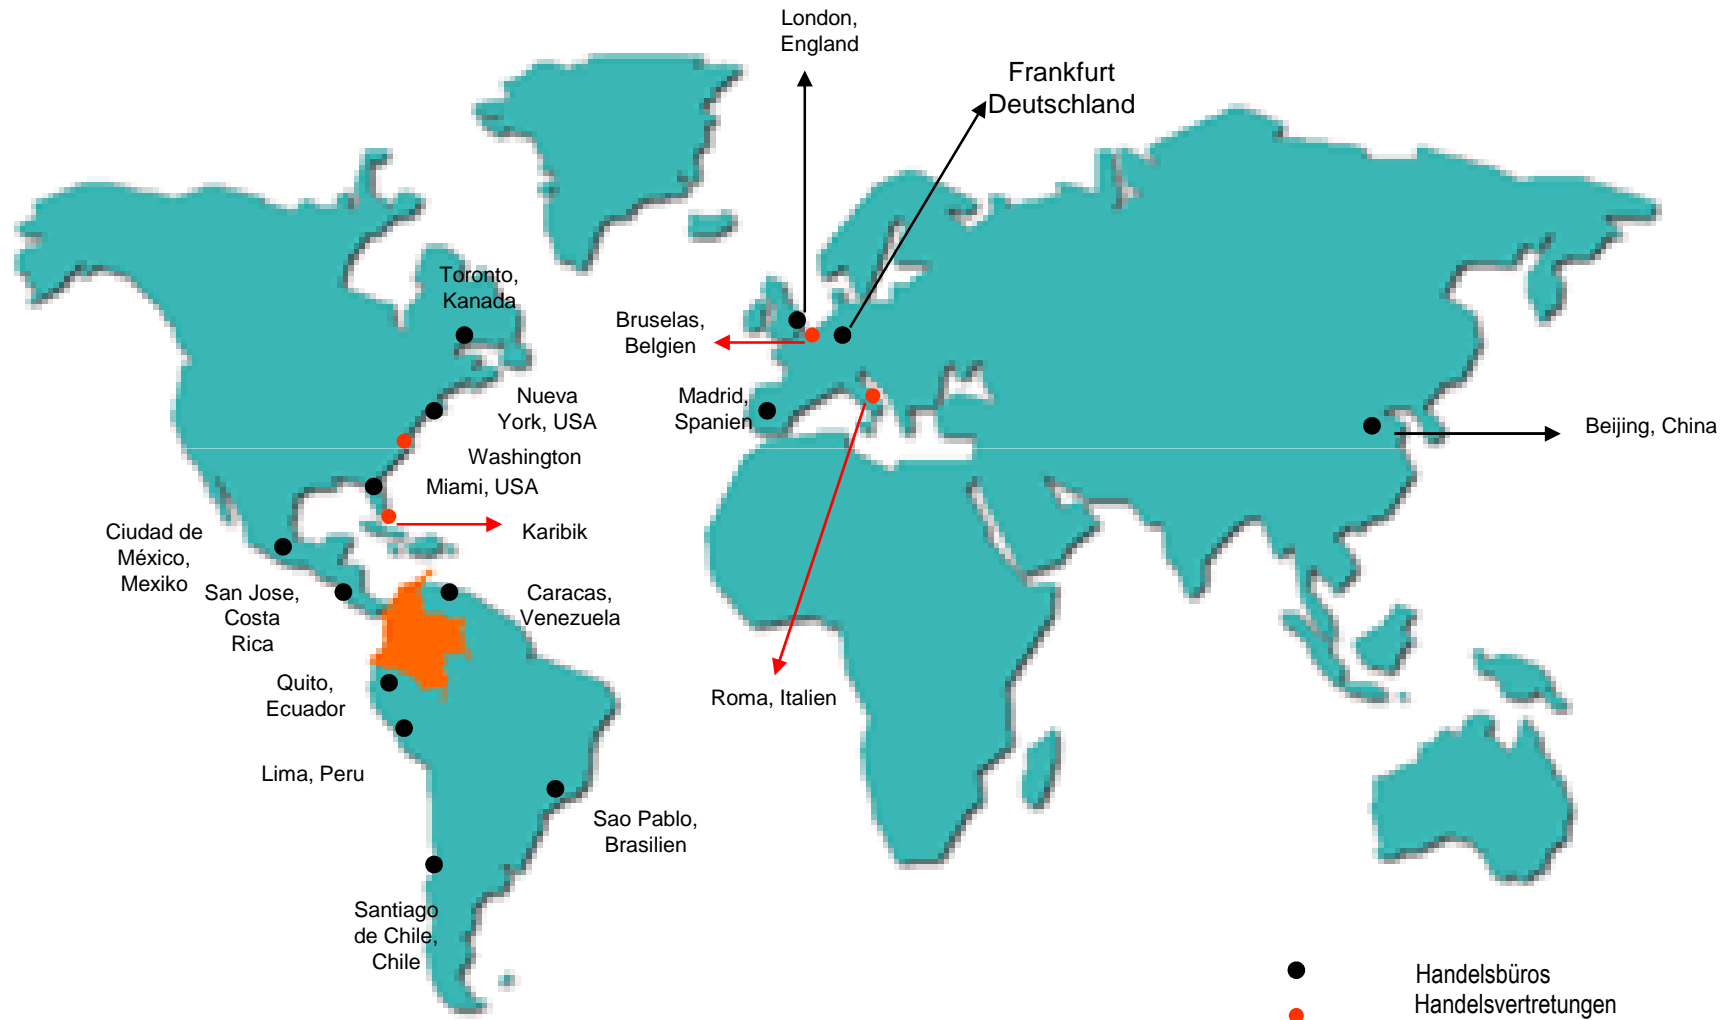 London,
England
Frankfurt
Deutschland
Toronto,
Kanada
Bruselas,
Belgien
Nueva
York, USA
Madrid,
Spanien
Beijing, China
Washington
Miami, USA
Karibik
Ciudad de
México,
Mexiko
San Jose,
Costa
Rica
Caracas,
Venezuela
Quito,
Ecuador
Roma, Italien
Lima, Peru
Sao Pablo,
Brasilien
Santiago
de Chile,
Chile
Handelsbüros
Handelsvertretungen